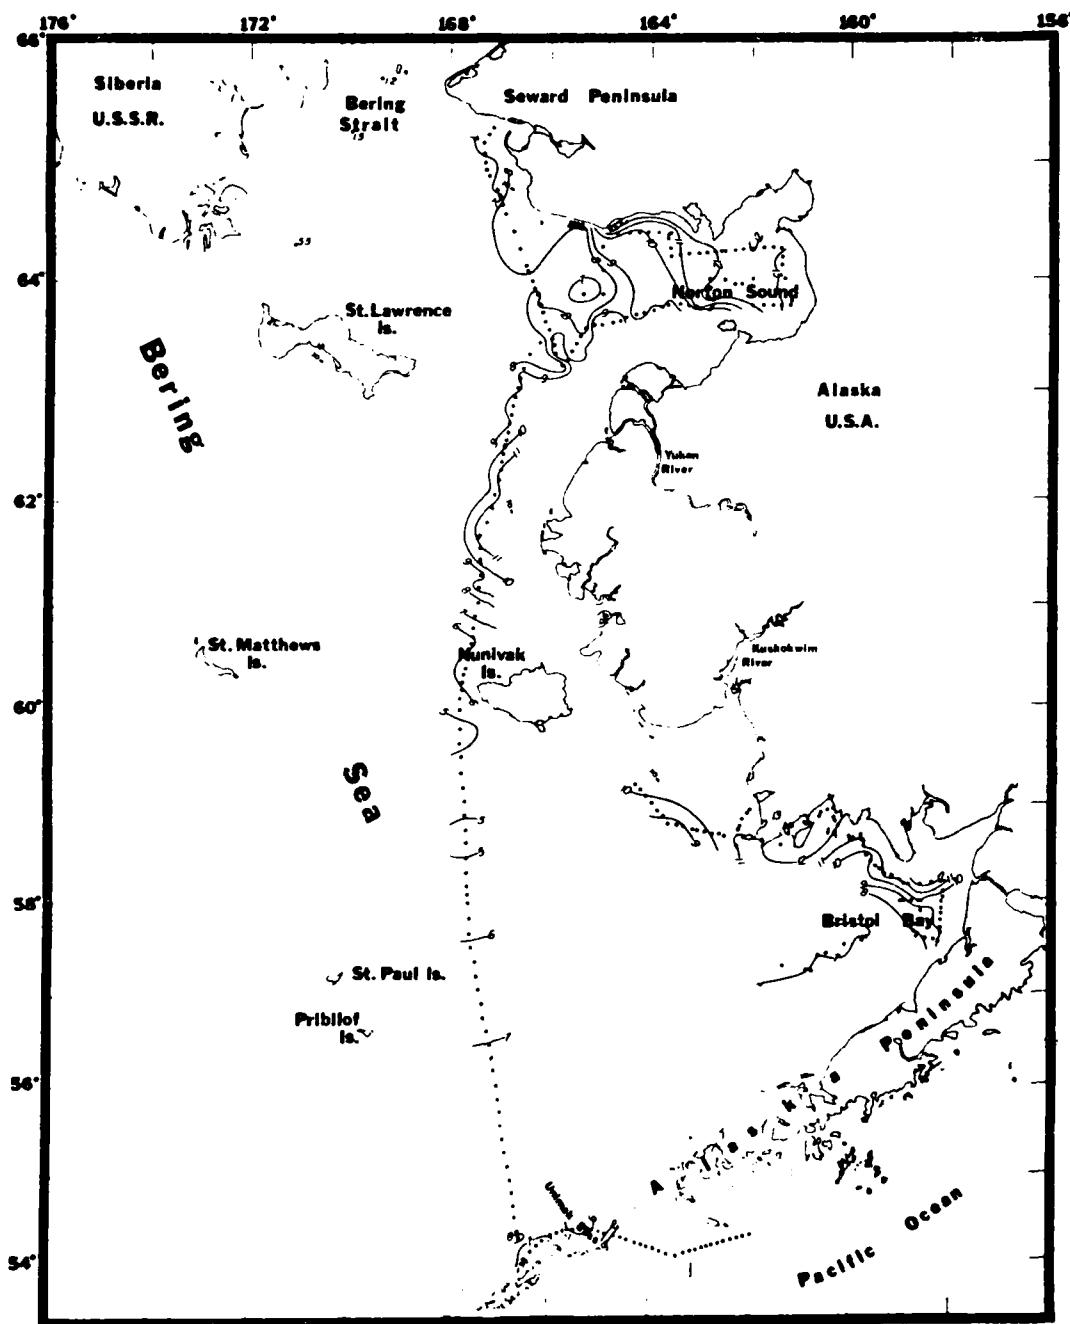 176° 172° 168° 164° 160° 156°
66°
Siberia
U.S.S.R.
Bering
Strait
Seward Peninsula
64°
St. Lawrence
Is.
Norton Sound
Bering
Alaska
U.S.A.
Yukon
River
62°
St. Matthews
Is.
Nunivak
Is.
Kuskokwim
River
60°
Sea
58°
Bristol Bay
St. Paul Is.
Pribilof
Is.
56°
Alaska Peninsula
Unimak
54°
Pacific Ocean